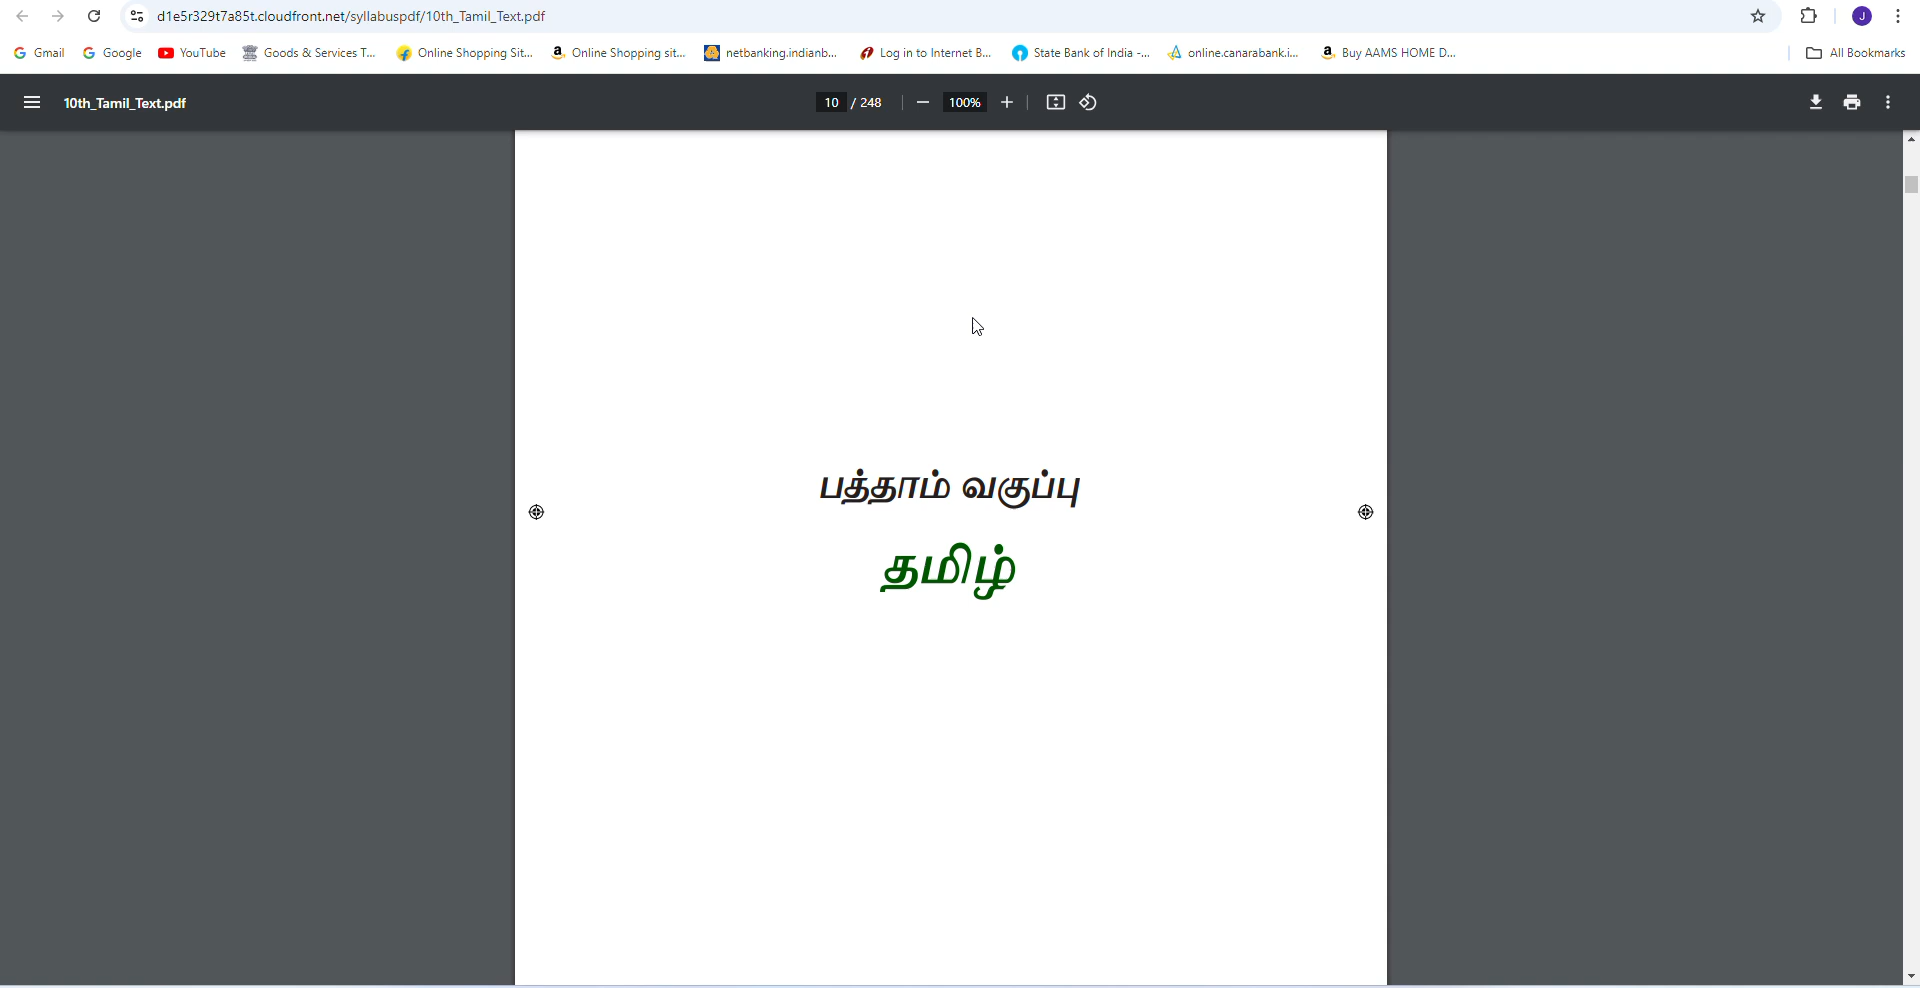 d1e5r329t7a85t.cloudfront.net/syllabuspdf/10th_Tamil_Text.pdf
J
Gmail
Google
YouTube
Goods & Services T...
Online Shopping Sit...
Online Shopping sit...
netbanking.indianb...
Log in to Internet B...
State Bank of India -...
online.canarabank.i...
Buy AAMS HOME D...
All Bookmarks
10th_Tamil_Text.pdf
10 / 248
100%
பத்தாம் வகுப்பு
தமிழ்